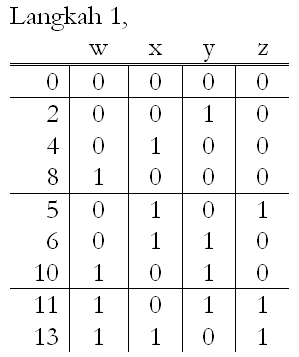 Langkah 1,
w x y z
0 0 0 0 0
2 0 0 1 0
4 0 1 0 0
8 1 0 0 0
5 0 1 0 1
6 0 1 1 0
10 1 0 1 0
11 1 0 1 1
13 1 1 0 1